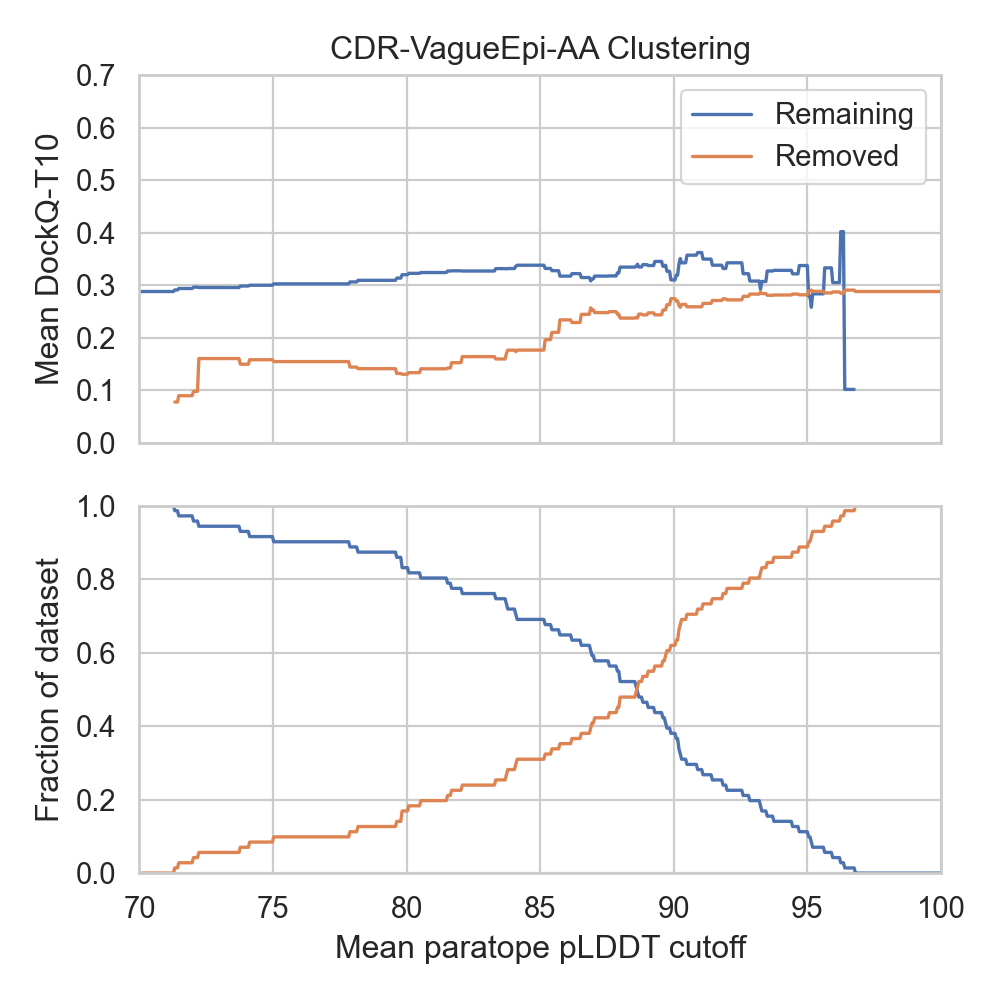 CDR-VagueEpi-AA Clustering
Mean DockQ-T10
0.7
0.6
0.5
0.4
0.3
0.2
0.1
0.0
Remaining
Removed
Fraction of dataset
1.0
0.8
0.6
0.4
0.2
0.0
70 75 80 85 90 95 100
Mean paratope pLDDT cutoff